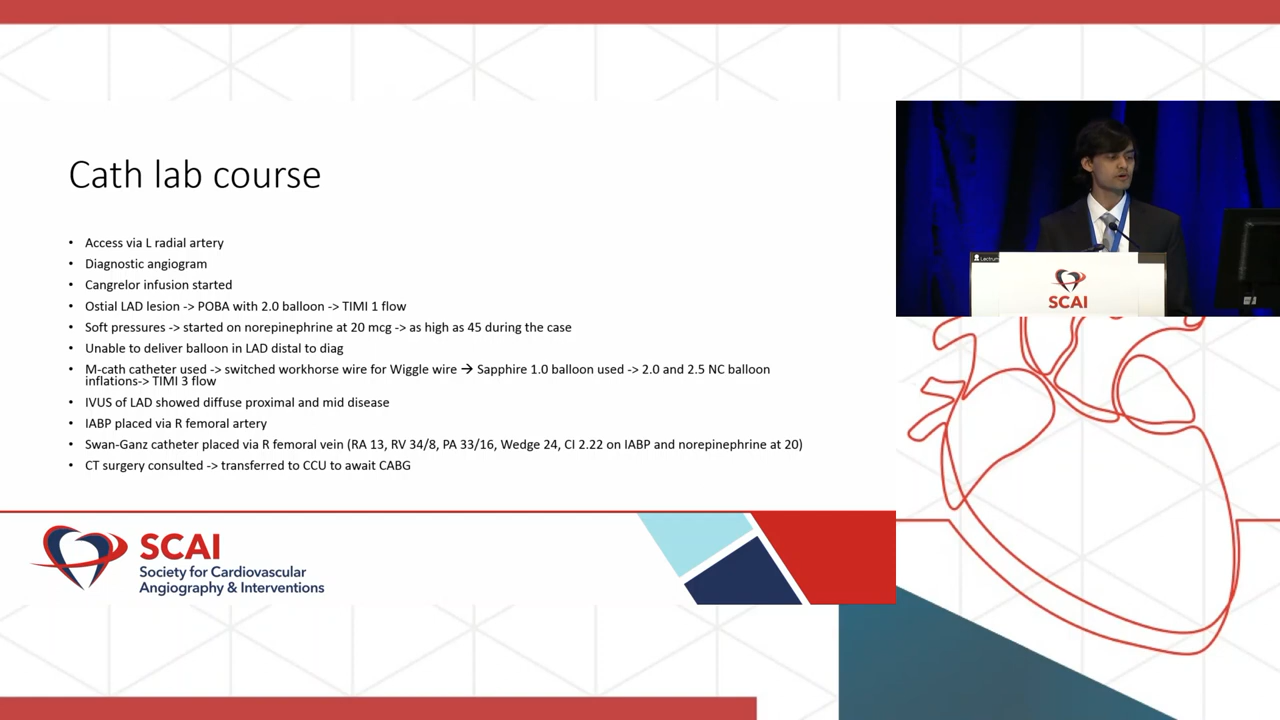 Cath lab course
• Access via L radial artery
• Diagnostic angiogram
• Cangrelor infusion started
• Ostial LAD lesion -> POBA with 2.0 balloon -> TIMI 1 flow
• Soft pressures -> started on norepinephrine at 20 mcg -> as high as 45 during the case
• Unable to deliver balloon in LAD distal to diag
• M-cath catheter used -> switched workhorse wire for Wiggle wire → Sapphire 1.0 balloon used -> 2.0 and 2.5 NC balloon
inflations-> TIMI 3 flow
• IVUS of LAD showed diffuse proximal and mid disease
• IABP placed via R femoral artery
• Swan-Ganz catheter placed via R femoral vein (RA 13, RV 34/8, PA 33/16, Wedge 24, CI 2.22 on IABP and norepinephrine at 20)
• CT surgery consulted -> transferred to CCU to await CABG
SCAI
Society for Cardiovascular
Angiography & Interventions
SCAI